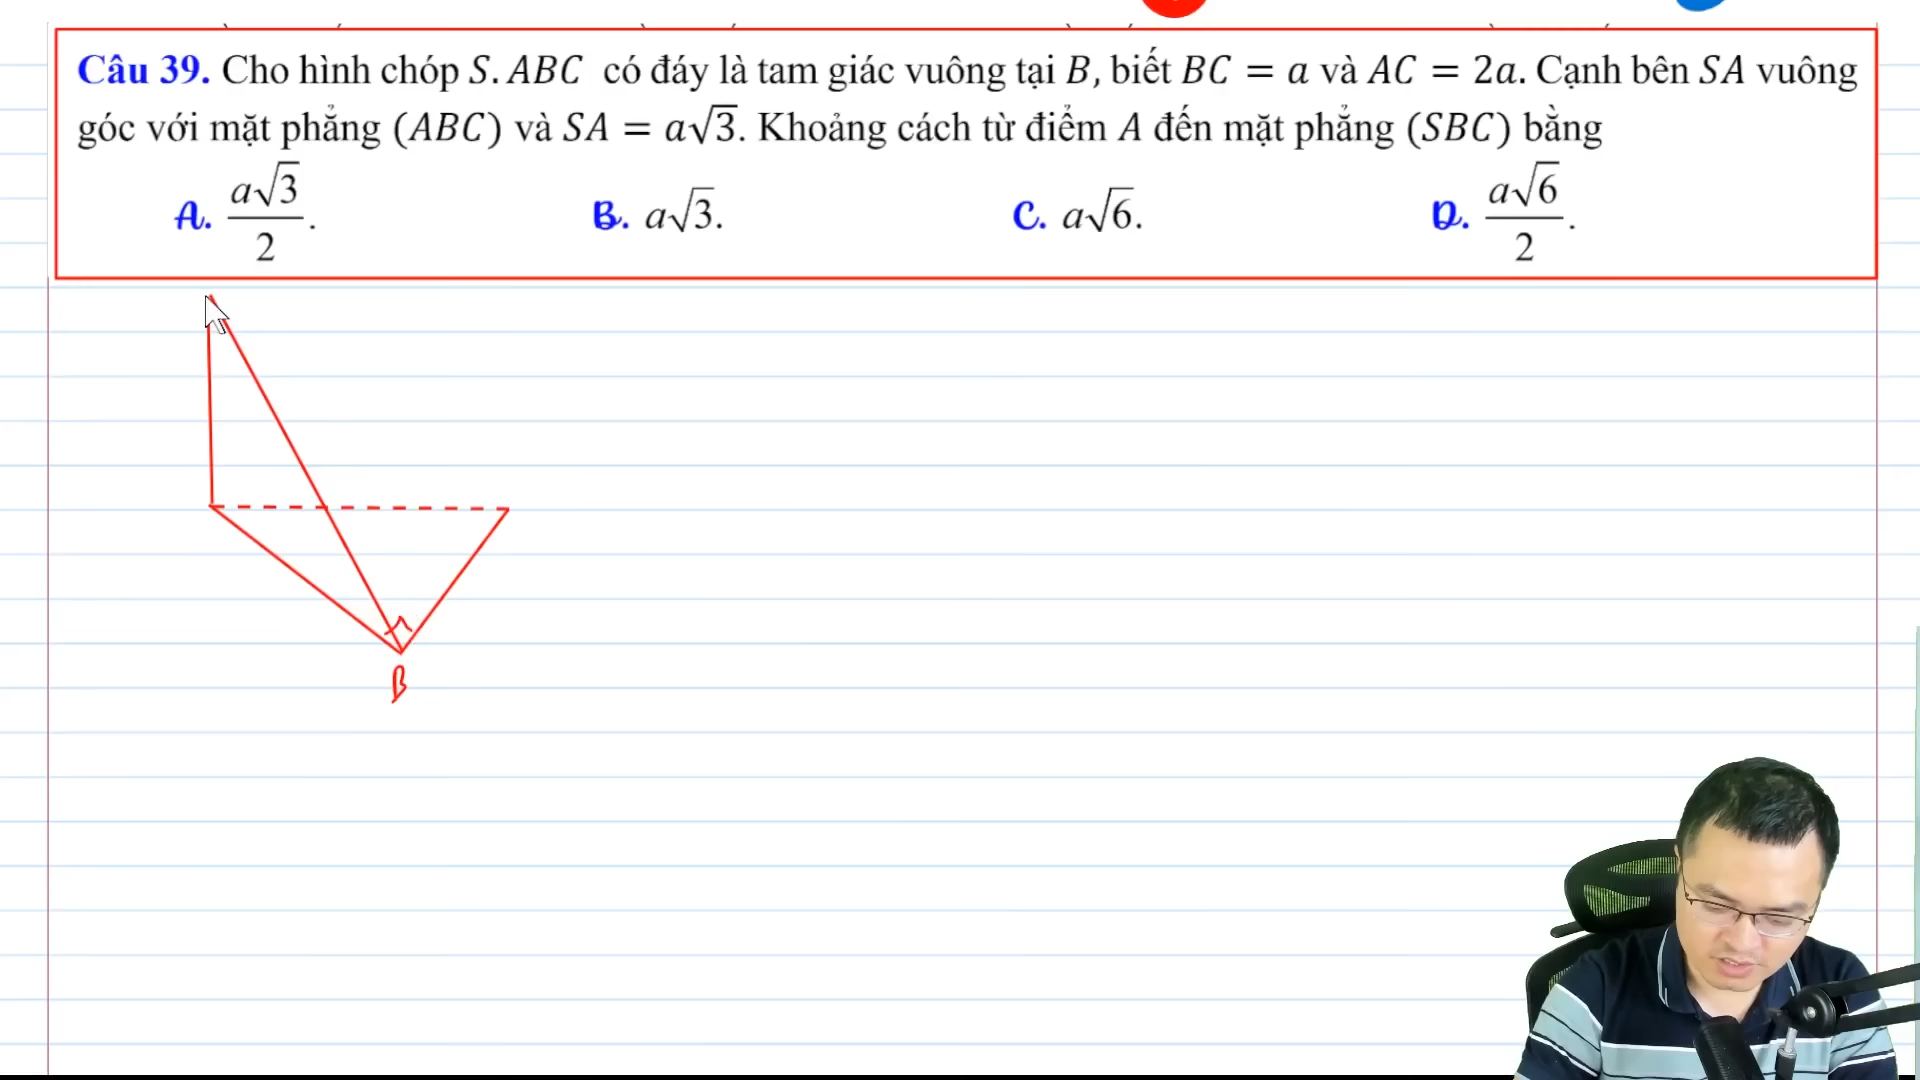 Câu 39. Cho hình chóp S.ABC có đáy là tam giác vuông tại B, biết BC = a và AC = 2a. Cạnh bên SA vuông
góc với mặt phẳng (ABC) và SA = a√3. Khoảng cách từ điểm A đến mặt phẳng (SBC) bằng
A. a√3/2. B. a√3. C. a√6. D. a√6/2.
B